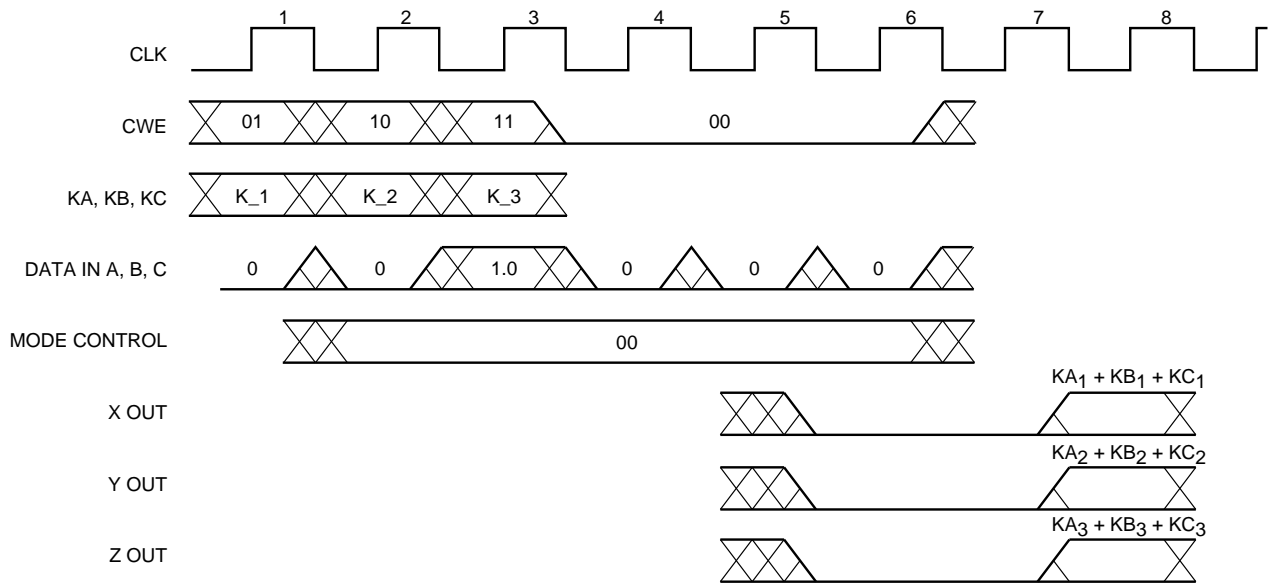 1 2 3 4 5 6 7 8
CLK
CWE 01 10 11 00
KA, KB, KC K_1 K_2 K_3
DATA IN A, B, C 0 0 1.0 0 0 0
MODE CONTROL 00
KA1 + KB1 + KC1
X OUT
KA2 + KB2 + KC2
Y OUT
KA3 + KB3 + KC3
Z OUT